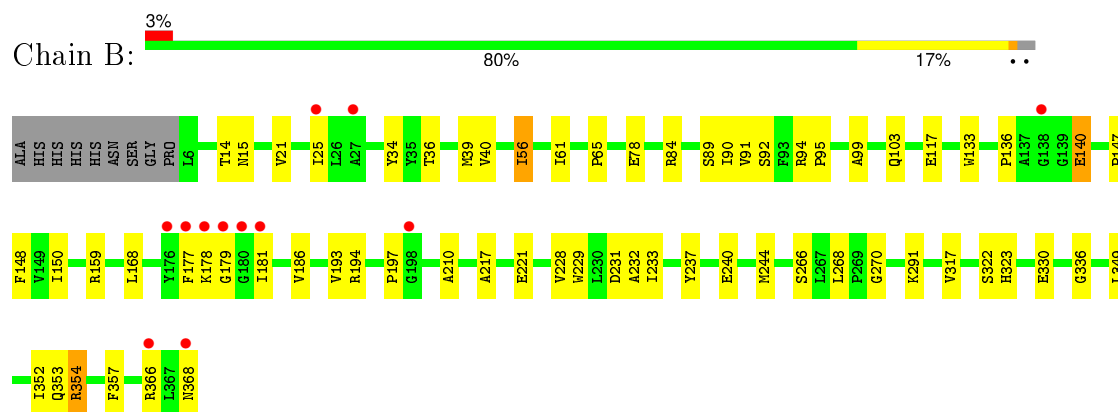 3%
Chain B:
80% 17% • •
ALA HIS HIS HIS HIS ASN SER GLY PRO L6 T14 N15 V21 I25 L26 A27 Y34 Y35 T36 M39 V40 I56 I61 P65 E78 R84 S89 I90 V91 S92 F93 R94 P95 A99 Q103 E117 W133 P136 A137 G138 G139 E140
F148 V149 I150 R159 L168 Y176 F177 K178 G179 G180 I181 V186 V193 R194 P197 G198 A210 A217 E221 V228 W229 L230 D231 A232 I233 Y237 E240 M244 S266 L267 L268 P269 G270 K291 V317 S322 H323 E330 G336
I352 Q353 R354 F357 R366 L367 N368